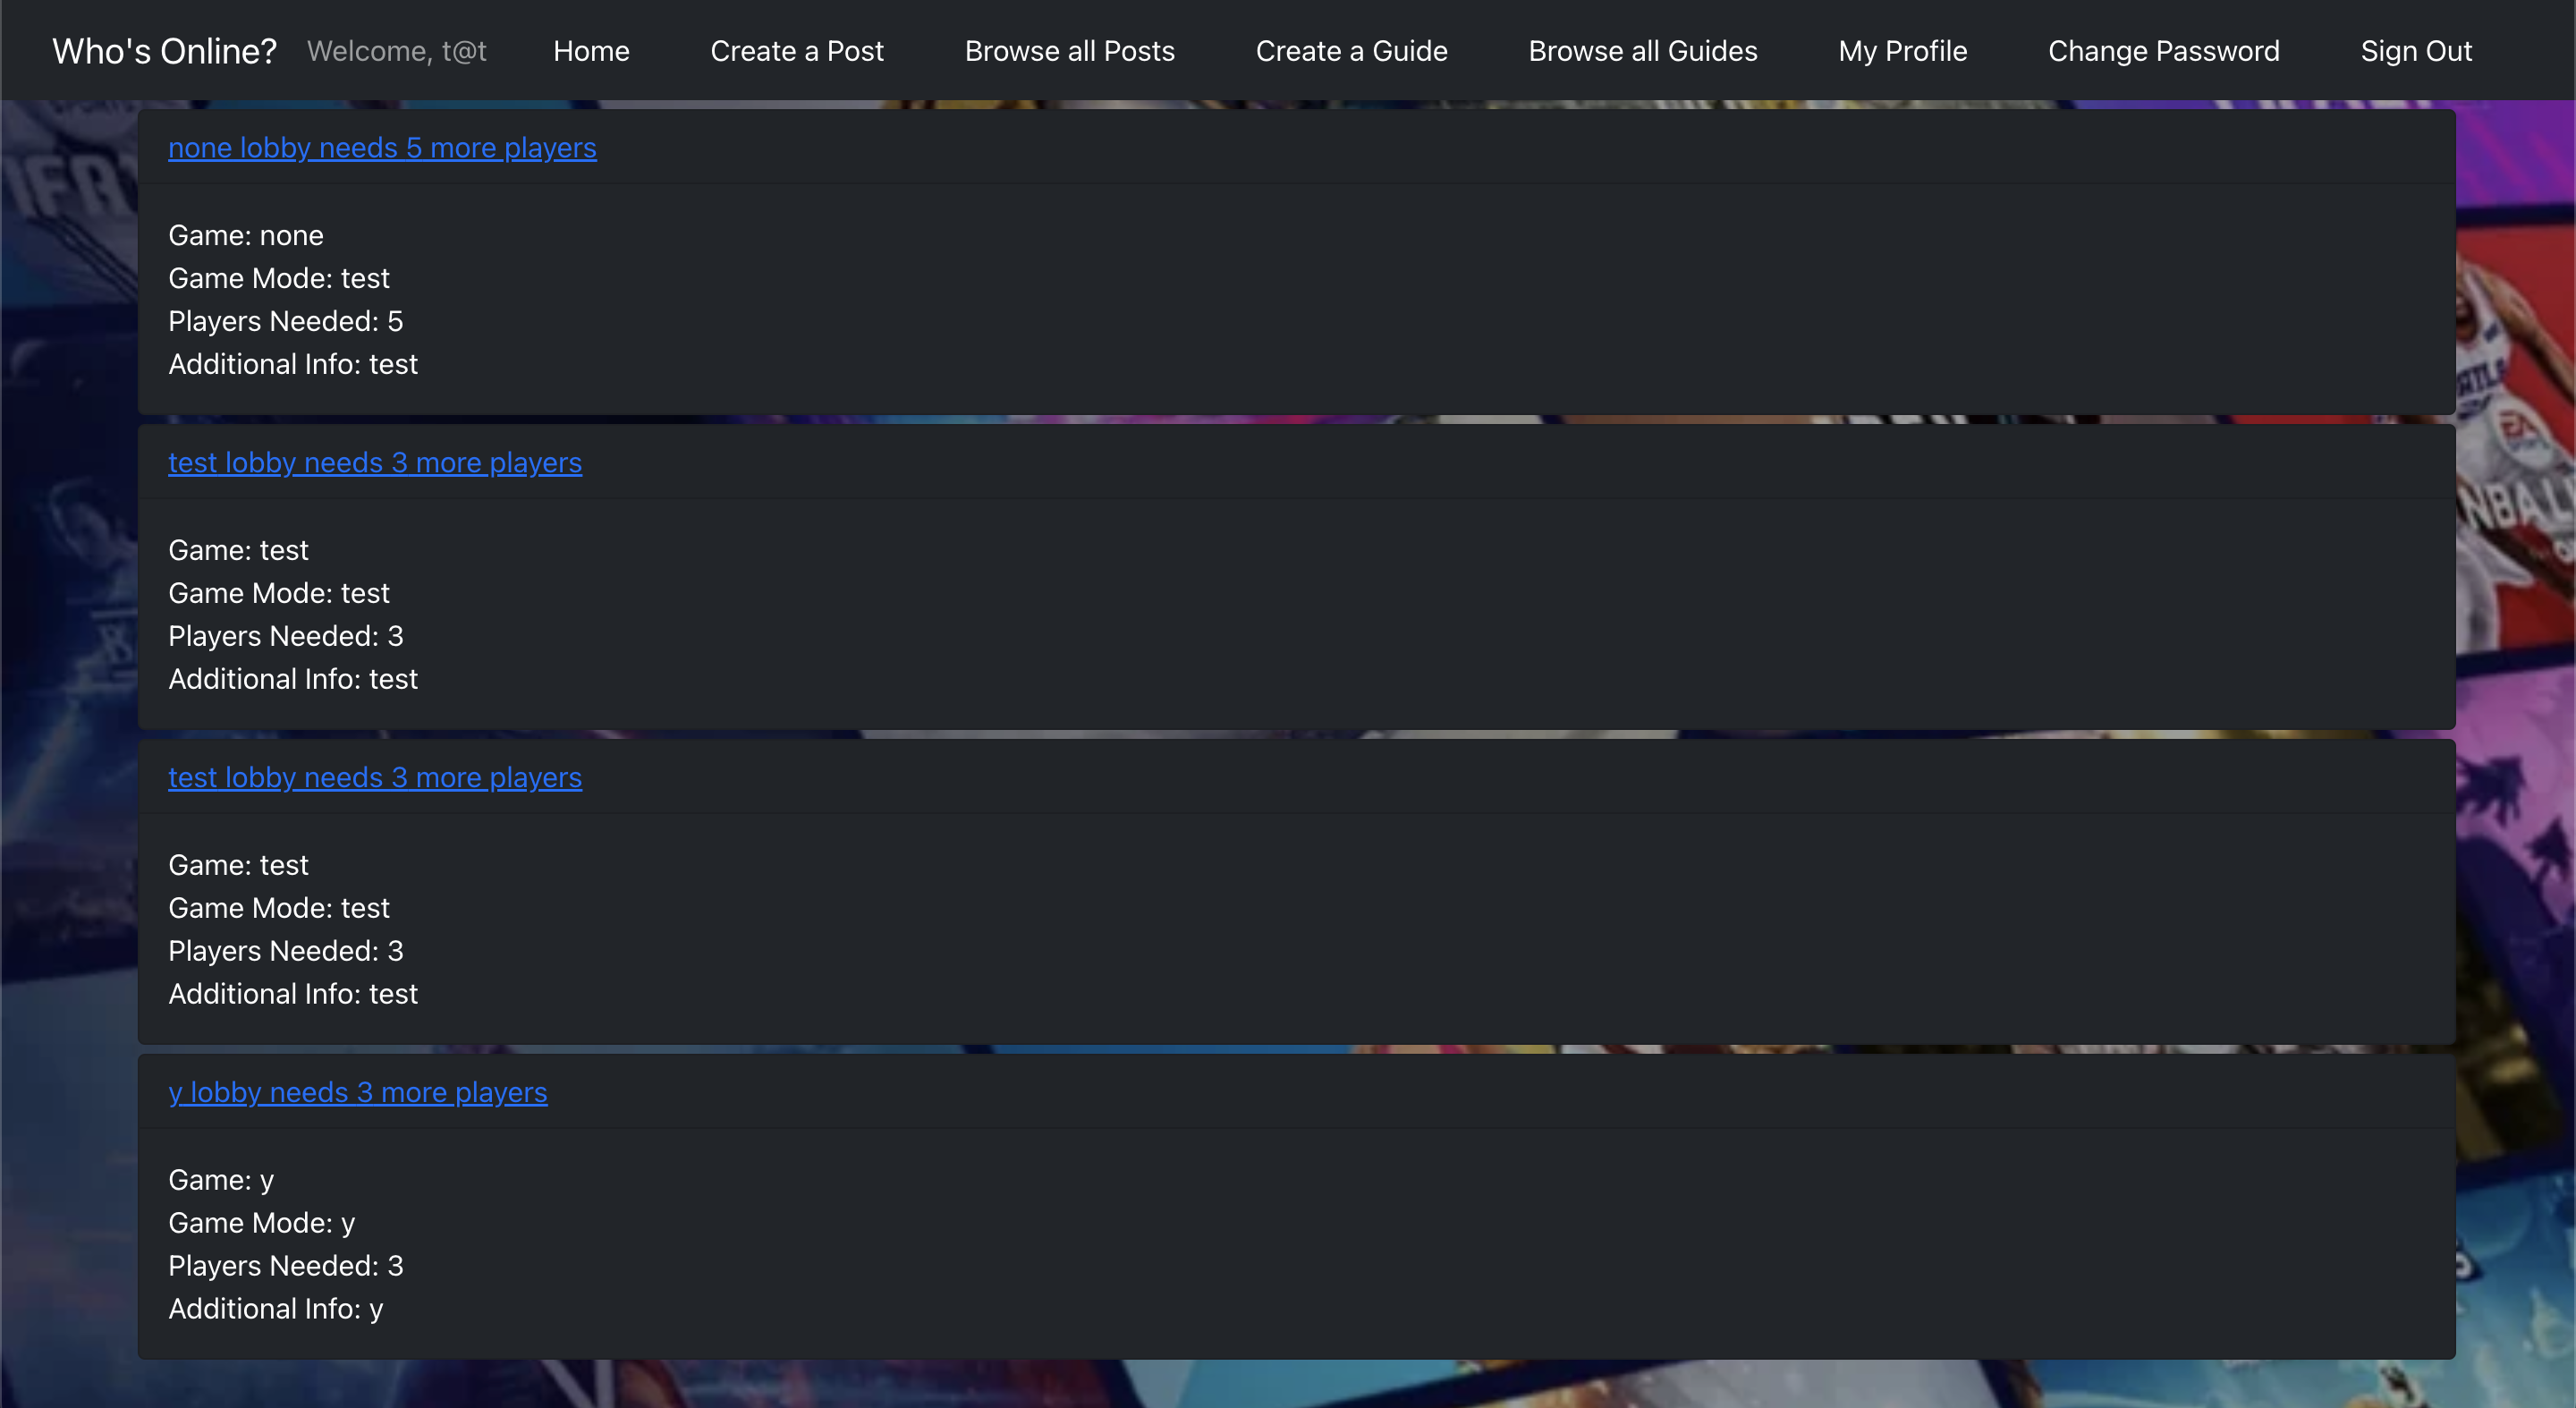 Who's Online? Welcome, t@t Home Create a Post Browse all Posts Create a Guide Browse all Guides My Profile Change Password Sign Out
none lobby needs 5 more players
Game: none
Game Mode: test
Players Needed: 5
Additional Info: test
test lobby needs 3 more players
Game: test
Game Mode: test
Players Needed: 3
Additional Info: test
test lobby needs 3 more players
Game: test
Game Mode: test
Players Needed: 3
Additional Info: test
y lobby needs 3 more players
Game: y
Game Mode: y
Players Needed: 3
Additional Info: y